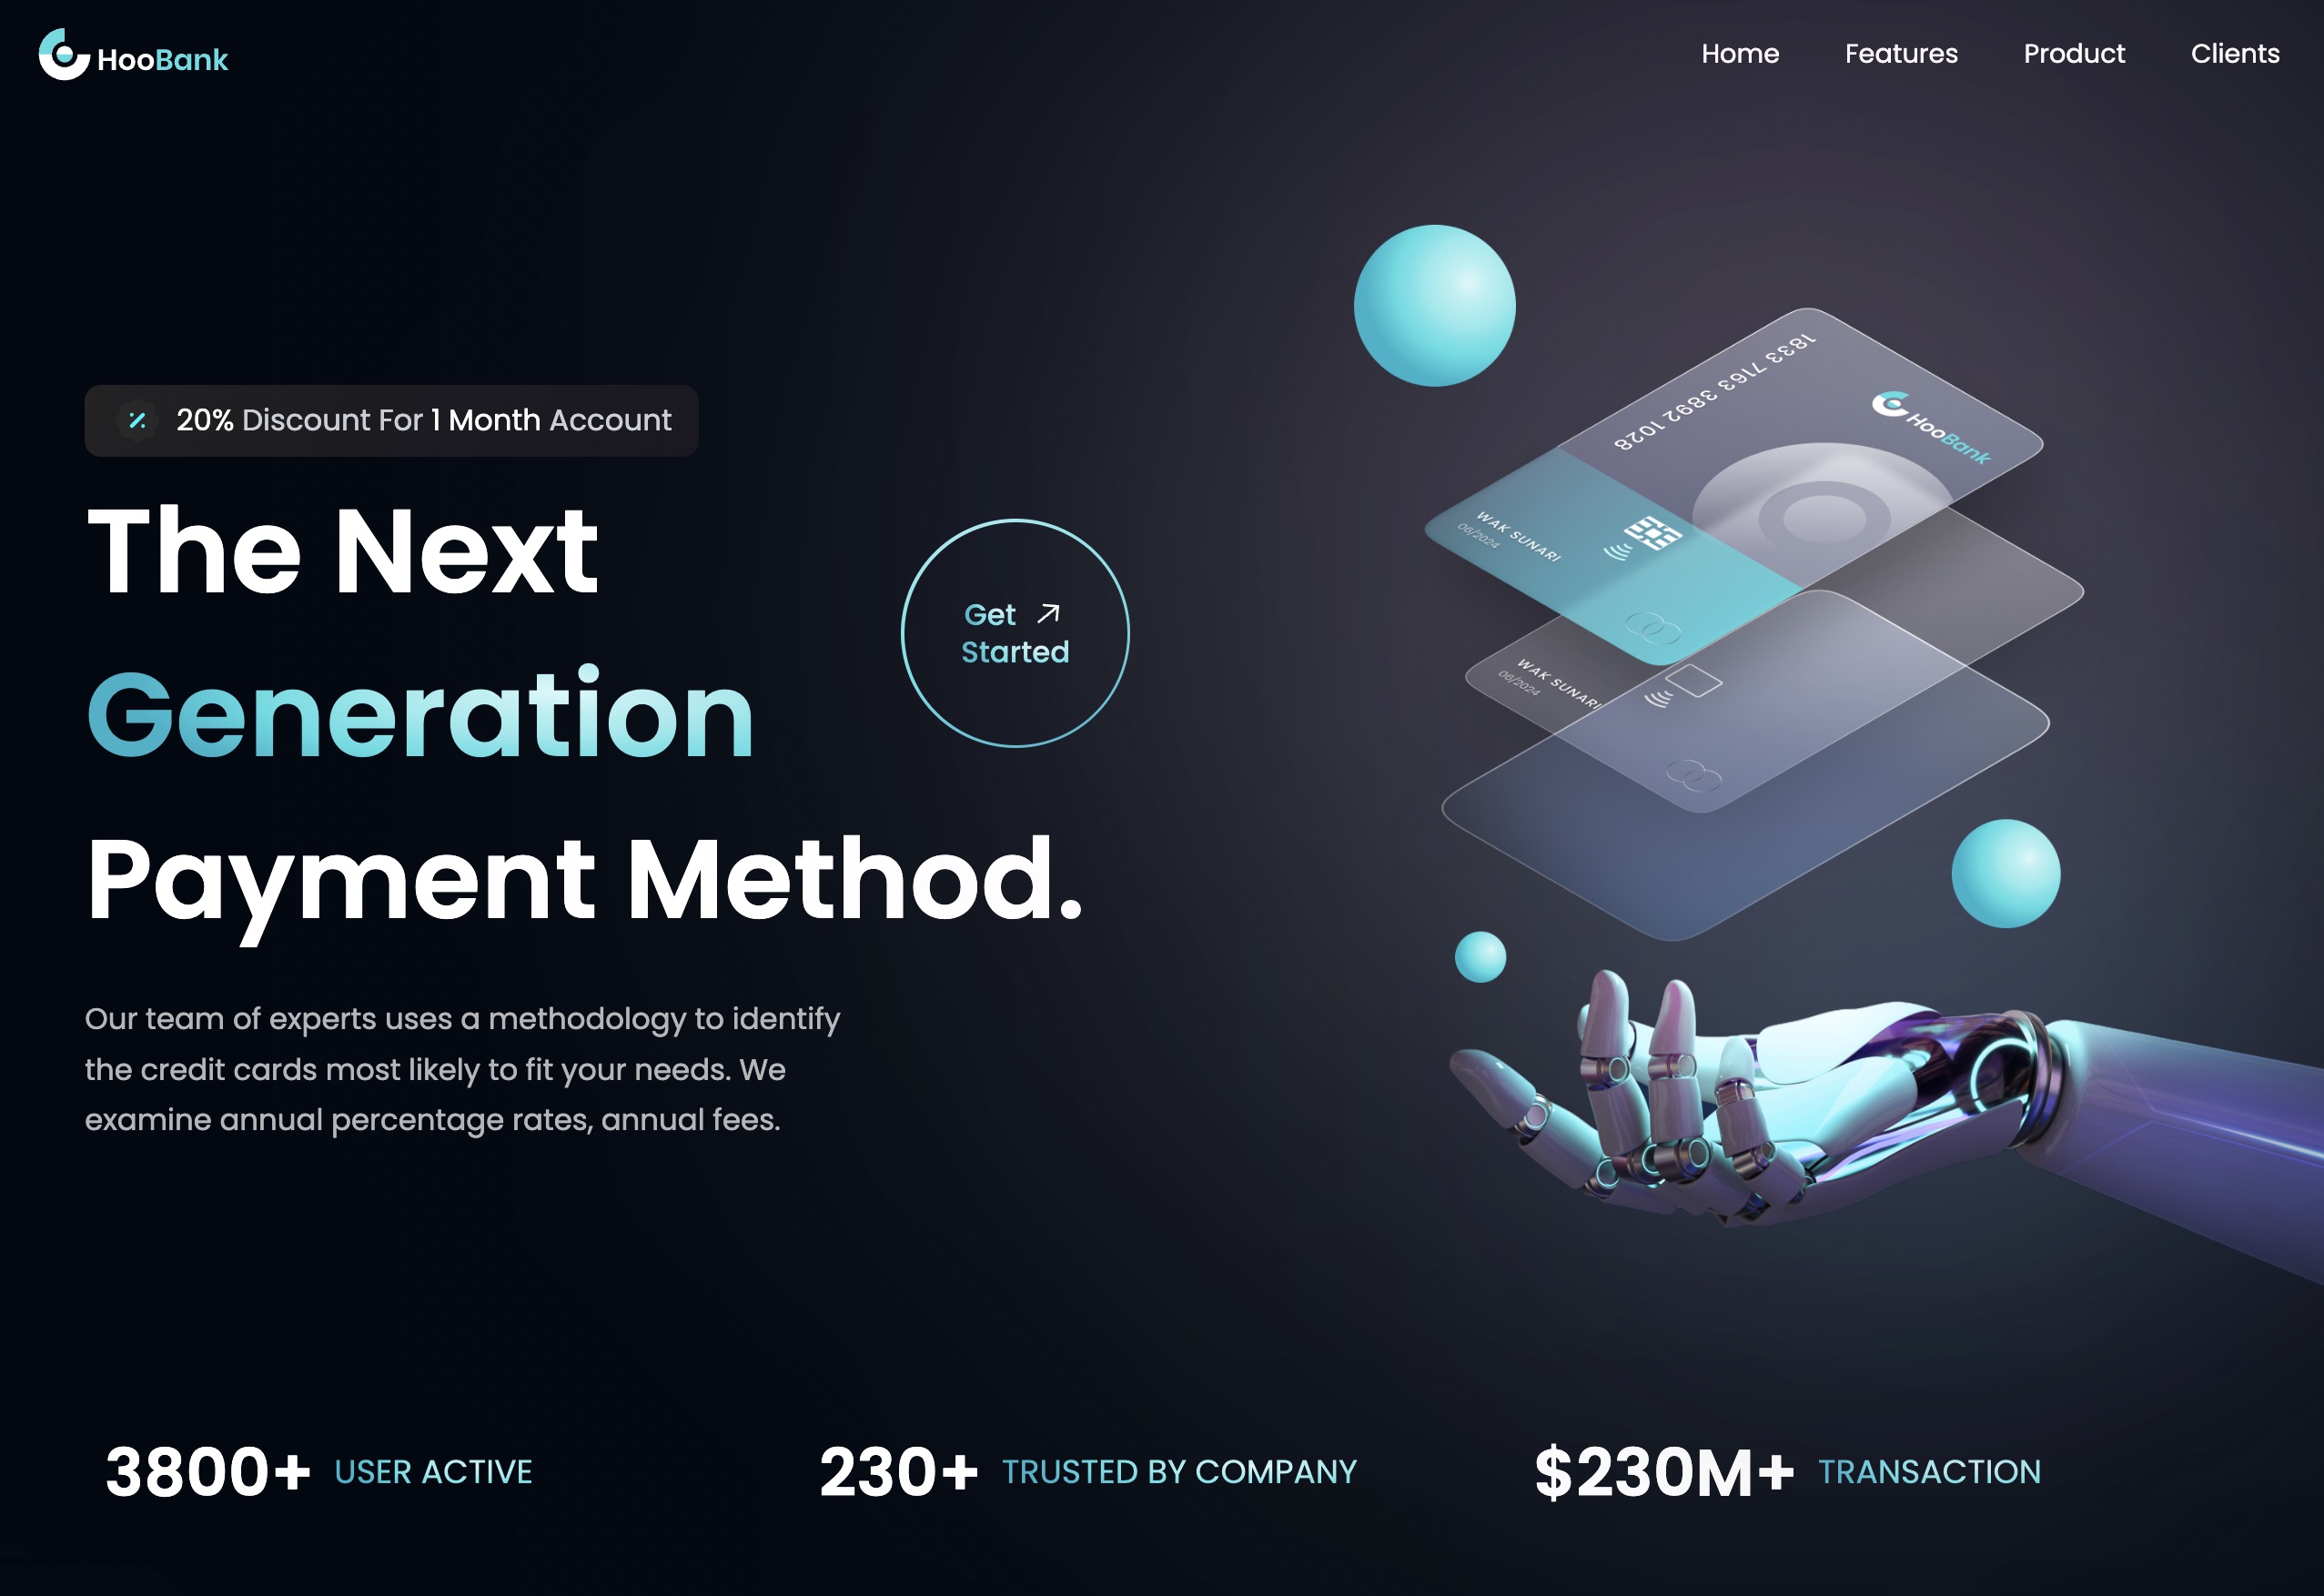 HooBank
Home Features Product Clients
20% Discount For 1 Month Account
The Next
Generation
Payment Method.
Get
Started
Our team of experts uses a methodology to identify
the credit cards most likely to fit your needs. We
examine annual percentage rates, annual fees.
1833 7163 3892 1028
HooBank
WAK SUNARI
06/2024
WAK SUNARI
06/2024
3800+ USER ACTIVE
230+ TRUSTED BY COMPANY
$230M+ TRANSACTION